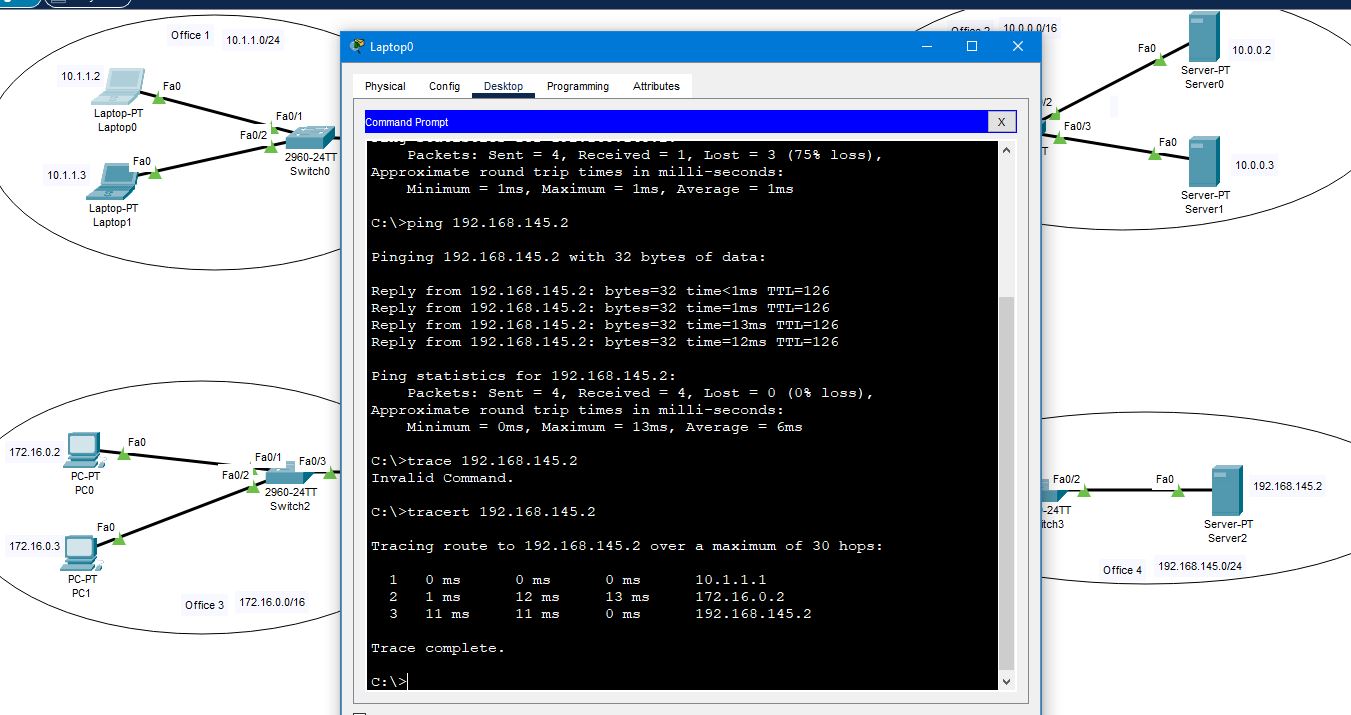 Office 1
10.1.1.0/24
10.1.1.2
Fa0
Laptop-PT
Laptop0
Fa0/1
Fa0/2
2960-24TT
Switch0
10.1.1.3
Fa0
Laptop-PT
Laptop1
172.16.0.2
Fa0
PC-PT
PC0
Fa0/1
Fa0/3
Fa0/2
2960-24TT
Switch2
172.16.0.3
Fa0
PC-PT
PC1
Office 3
172.16.0.0/16
Laptop0
Physical Config Desktop Programming Attributes
Command Prompt
X
Packets: Sent = 4, Received = 1, Lost = 3 (75% loss),
Approximate round trip times in milli-seconds:
Minimum = 1ms, Maximum = 1ms, Average = 1ms
C:\>ping 192.168.145.2
Pinging 192.168.145.2 with 32 bytes of data:
Reply from 192.168.145.2: bytes=32 time<1ms TTL=126
Reply from 192.168.145.2: bytes=32 time=1ms TTL=126
Reply from 192.168.145.2: bytes=32 time=13ms TTL=126
Reply from 192.168.145.2: bytes=32 time=12ms TTL=126
Ping statistics for 192.168.145.2:
Packets: Sent = 4, Received = 4, Lost = 0 (0% loss),
Approximate round trip times in milli-seconds:
Minimum = 0ms, Maximum = 13ms, Average = 6ms
C:\>trace 192.168.145.2
Invalid Command.
C:\>tracert 192.168.145.2
Tracing route to 192.168.145.2 over a maximum of 30 hops:
1 0 ms 0 ms 0 ms 10.1.1.1
2 1 ms 12 ms 13 ms 172.16.0.2
3 11 ms 11 ms 0 ms 192.168.145.2
Trace complete.
C:\>
Office 2
10.0.0.0/16
Fa0
10.0.0.2
Server-PT
Server0
/2
Fa0/3
T
Fa0
10.0.0.3
Server-PT
Server1
Fa0/2
Fa0
192.168.145.2
-24TT
itch3
Server-PT
Server2
Office 4
192.168.145.0/24